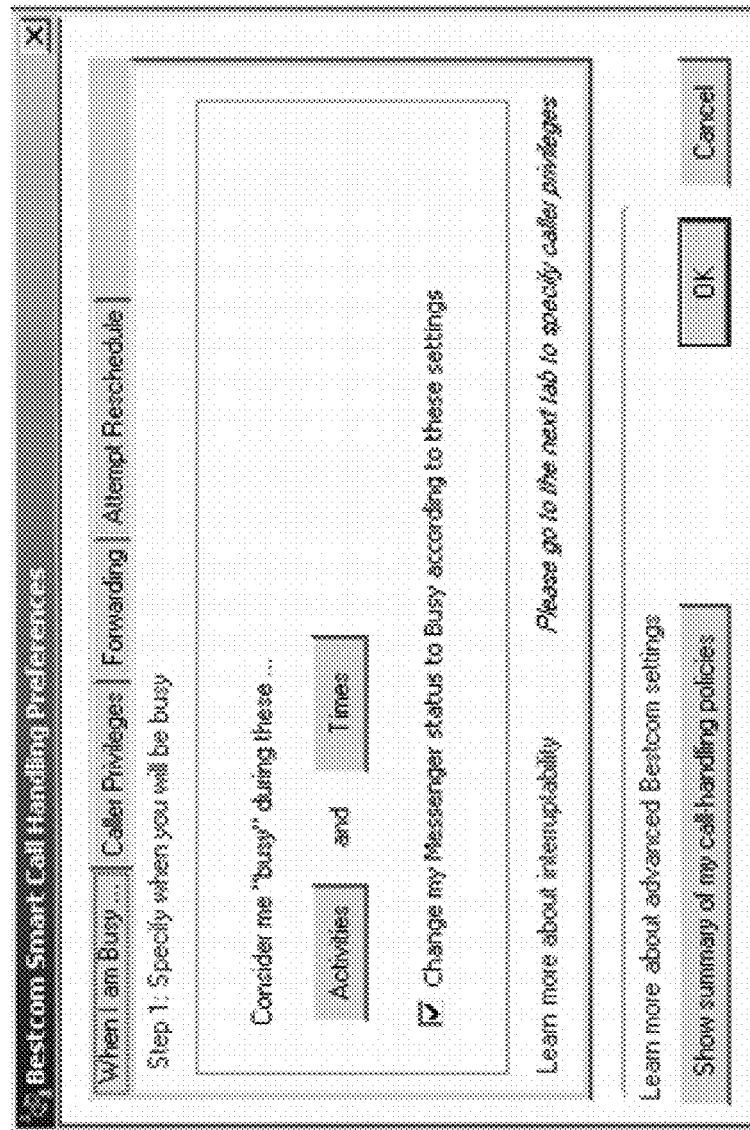 Bestcom Smart Call Handling Preferences
When I am Busy ... | Caller Privileges | Forwarding | Attempt Reschedule |
Step 1: Specify when you will be busy
Consider me "busy" during these ...
Activities and Times
Change my Messenger status to Busy according to these settings
Learn more about interruptability Please go to the next tab to specify caller privileges
Learn more about advanced Bestcom settings
Show summary of my call handling policies OK Cancel